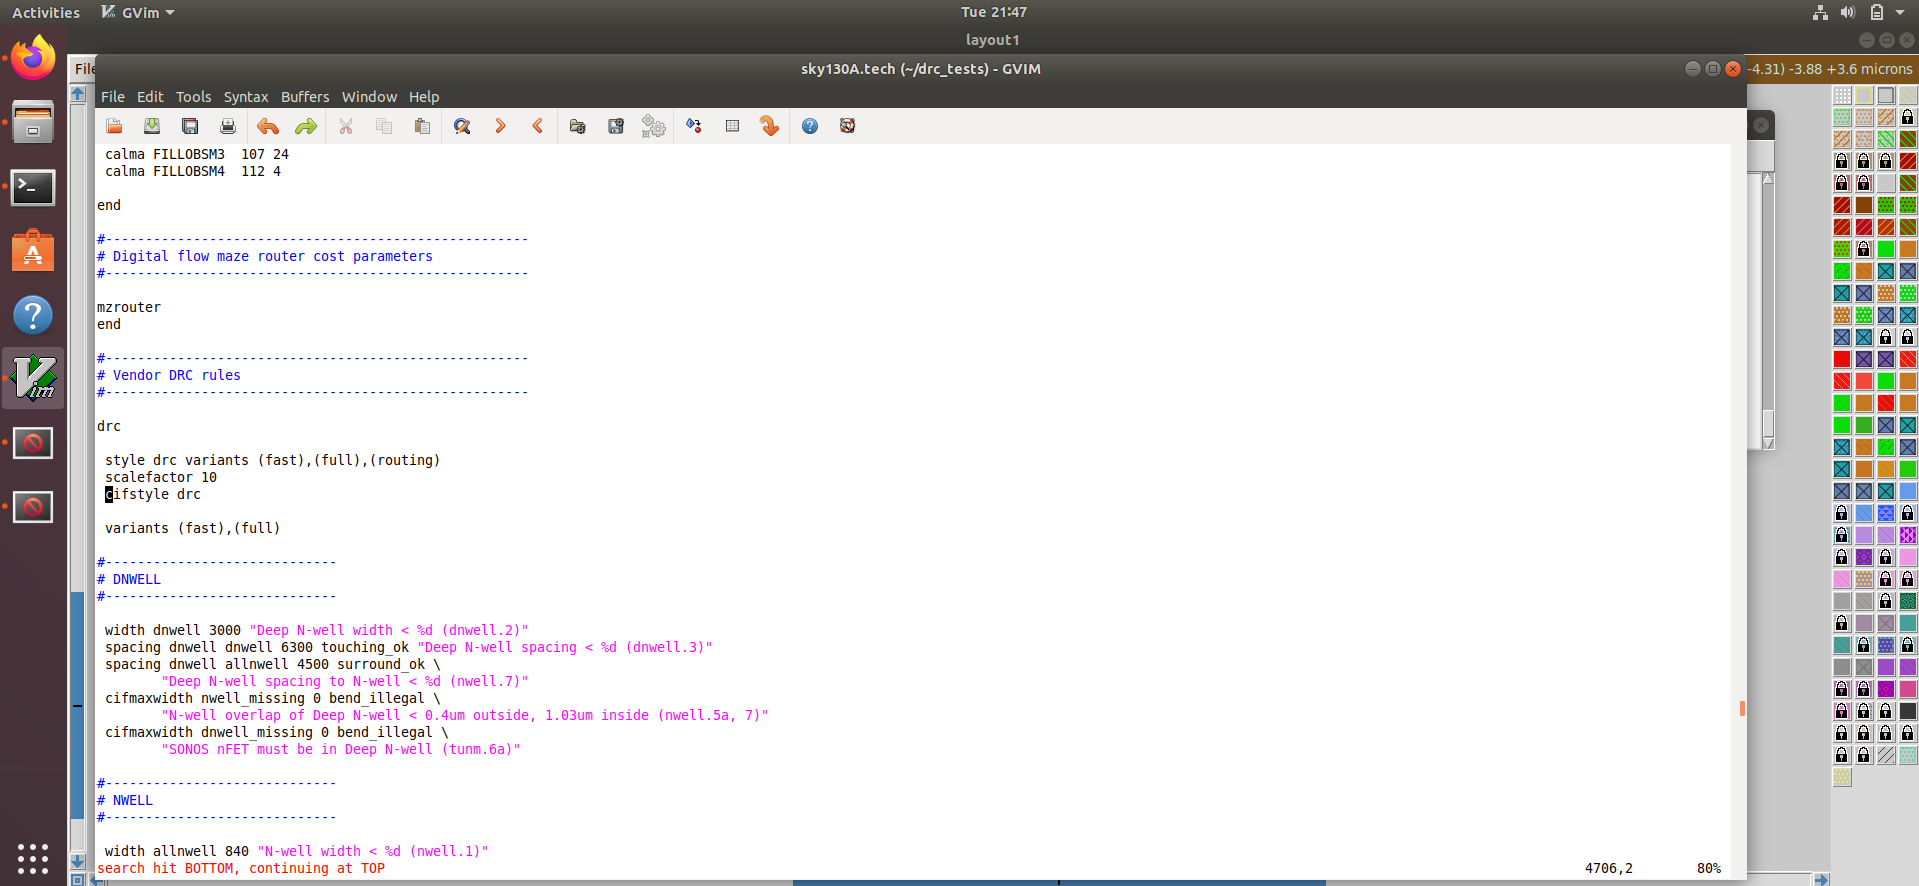 Activities GVim Tue 21:47
layout1
File -4.31) -3.88 +3.6 microns
sky130A.tech (~/drc_tests) - GVIM
File Edit Tools Syntax Buffers Window Help
calma FILLOBSM3  107 24
calma FILLOBSM4  112 4
end
#-----------------------------------------------------
# Digital flow maze router cost parameters
#-----------------------------------------------------
mzrouter
end
#-----------------------------------------------------
# Vendor DRC rules
#-----------------------------------------------------
drc
style drc variants (fast),(full),(routing)
scalefactor 10
cifstyle drc
variants (fast),(full)
#-----------------------------
# DNWELL
#-----------------------------
width dnwell 3000 "Deep N-well width < %d (dnwell.2)"
spacing dnwell dnwell 6300 touching_ok "Deep N-well spacing < %d (dnwell.3)"
spacing dnwell allnwell 4500 surround_ok \
"Deep N-well spacing to N-well < %d (nwell.7)"
cifmaxwidth nwell_missing 0 bend_illegal \
"N-well overlap of Deep N-well < 0.4um outside, 1.03um inside (nwell.5a, 7)"
cifmaxwidth dnwell_missing 0 bend_illegal \
"SONOS nFET must be in Deep N-well (tunm.6a)"
#-----------------------------
# NWELL
#-----------------------------
width allnwell 840 "N-well width < %d (nwell.1)"
search hit BOTTOM, continuing at TOP 4706,2 80%